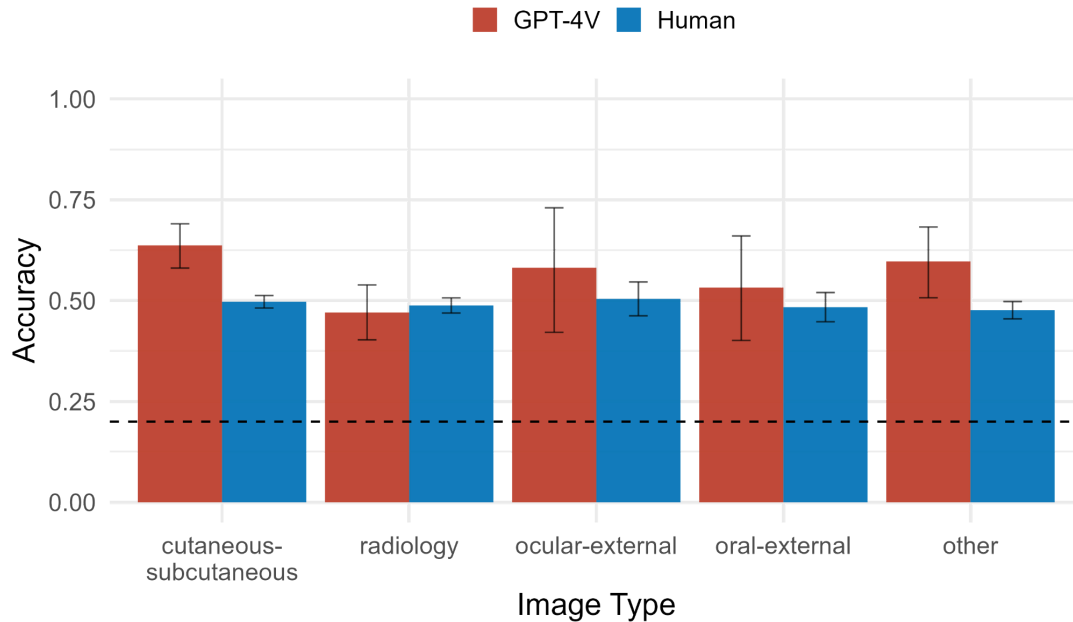 GPT-4V Human
1.00
0.75
0.50
0.25
0.00
Accuracy
cutaneous-
subcutaneous
radiology
ocular-external
oral-external
other
Image Type